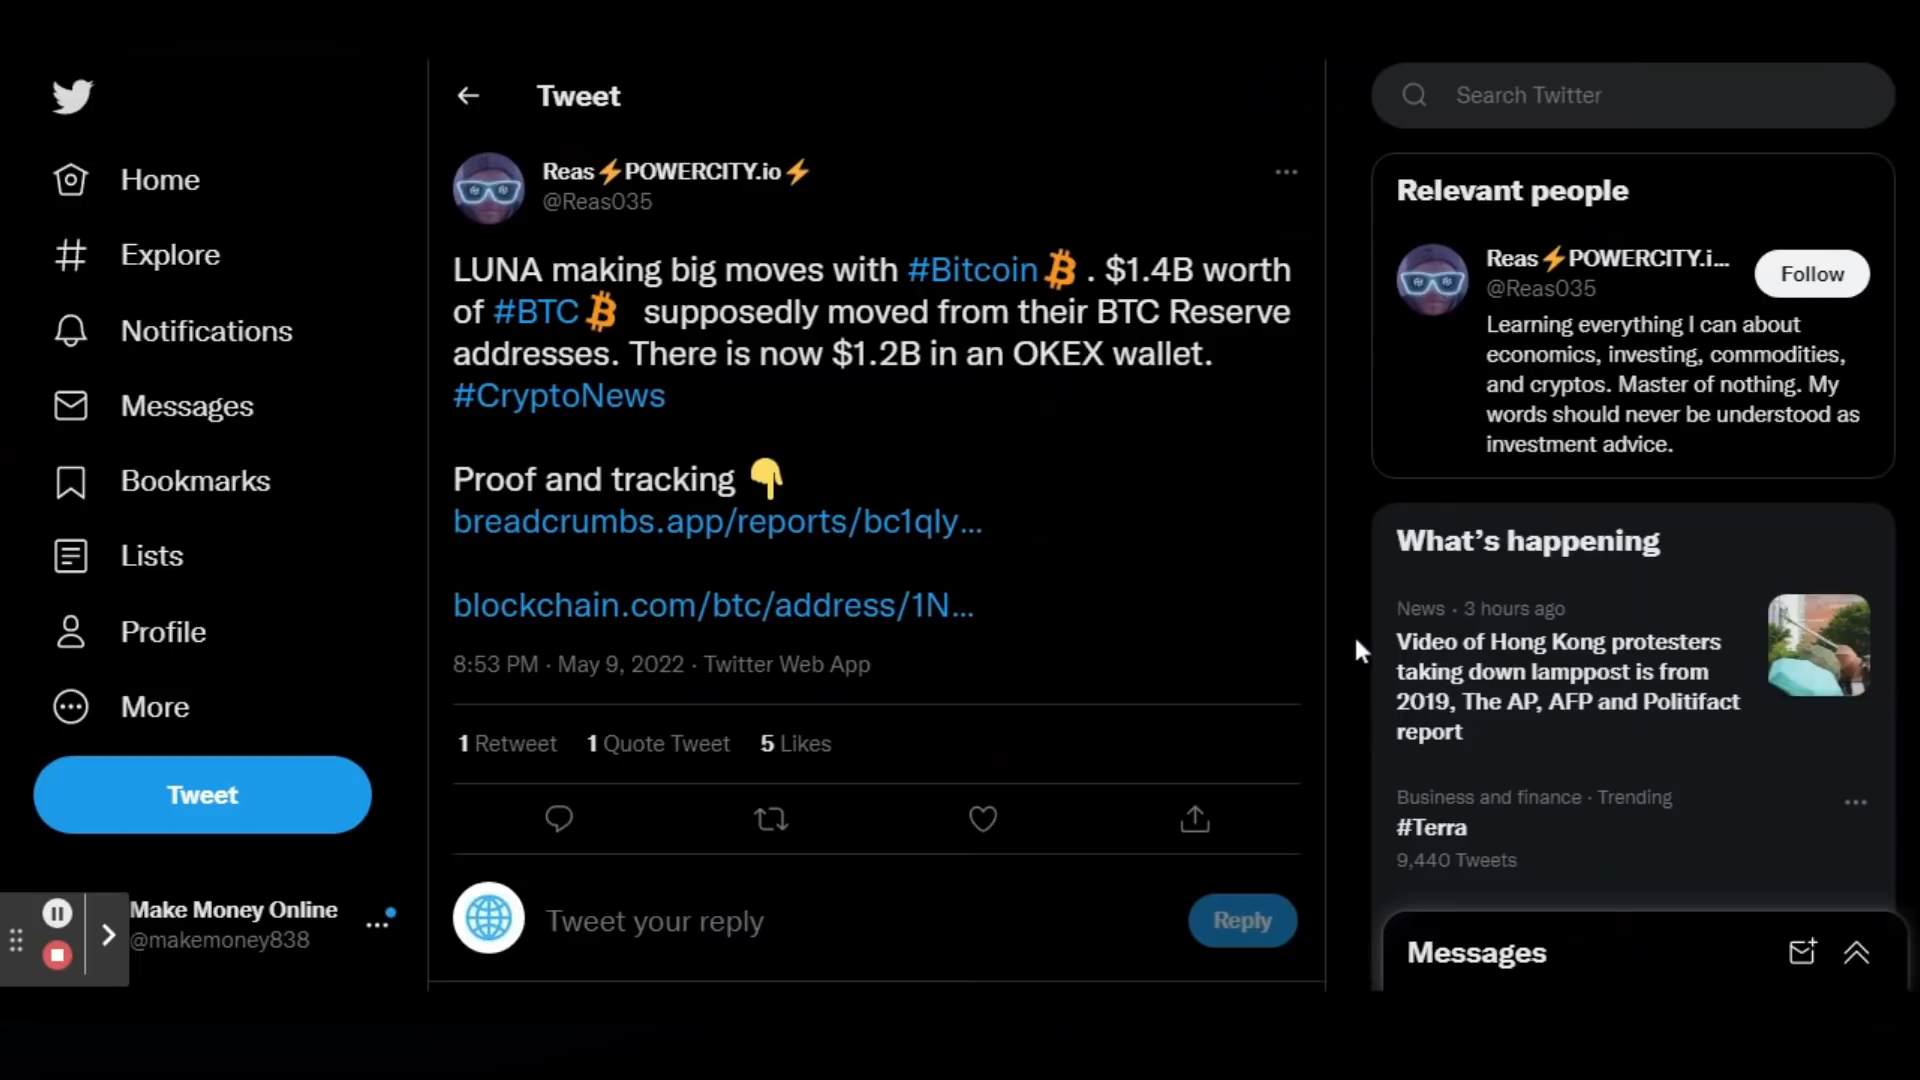 Tweet
Search Twitter
Home
Explore
Notifications
Messages
Bookmarks
Lists
Profile
More
Tweet
Make Money Online
@makemoney838
Reas⚡POWERCITY.io⚡
@Reas035
LUNA making big moves with #Bitcoin . $1.4B worth
of #BTC supposedly moved from their BTC Reserve
addresses. There is now $1.2B in an OKEX wallet.
#CryptoNews
Proof and tracking 👇
breadcrumbs.app/reports/bc1qly...
blockchain.com/btc/address/1N...
8:53 PM · May 9, 2022 · Twitter Web App
1 Retweet 1 Quote Tweet 5 Likes
Tweet your reply
Reply
Relevant people
Reas⚡POWERCITY.i...
@Reas035
Follow
Learning everything I can about
economics, investing, commodities,
and cryptos. Master of nothing. My
words should never be understood as
investment advice.
What's happening
News · 3 hours ago
Video of Hong Kong protesters
taking down lamppost is from
2019, The AP, AFP and Politifact
report
Business and finance · Trending
#Terra
9,440 Tweets
Messages